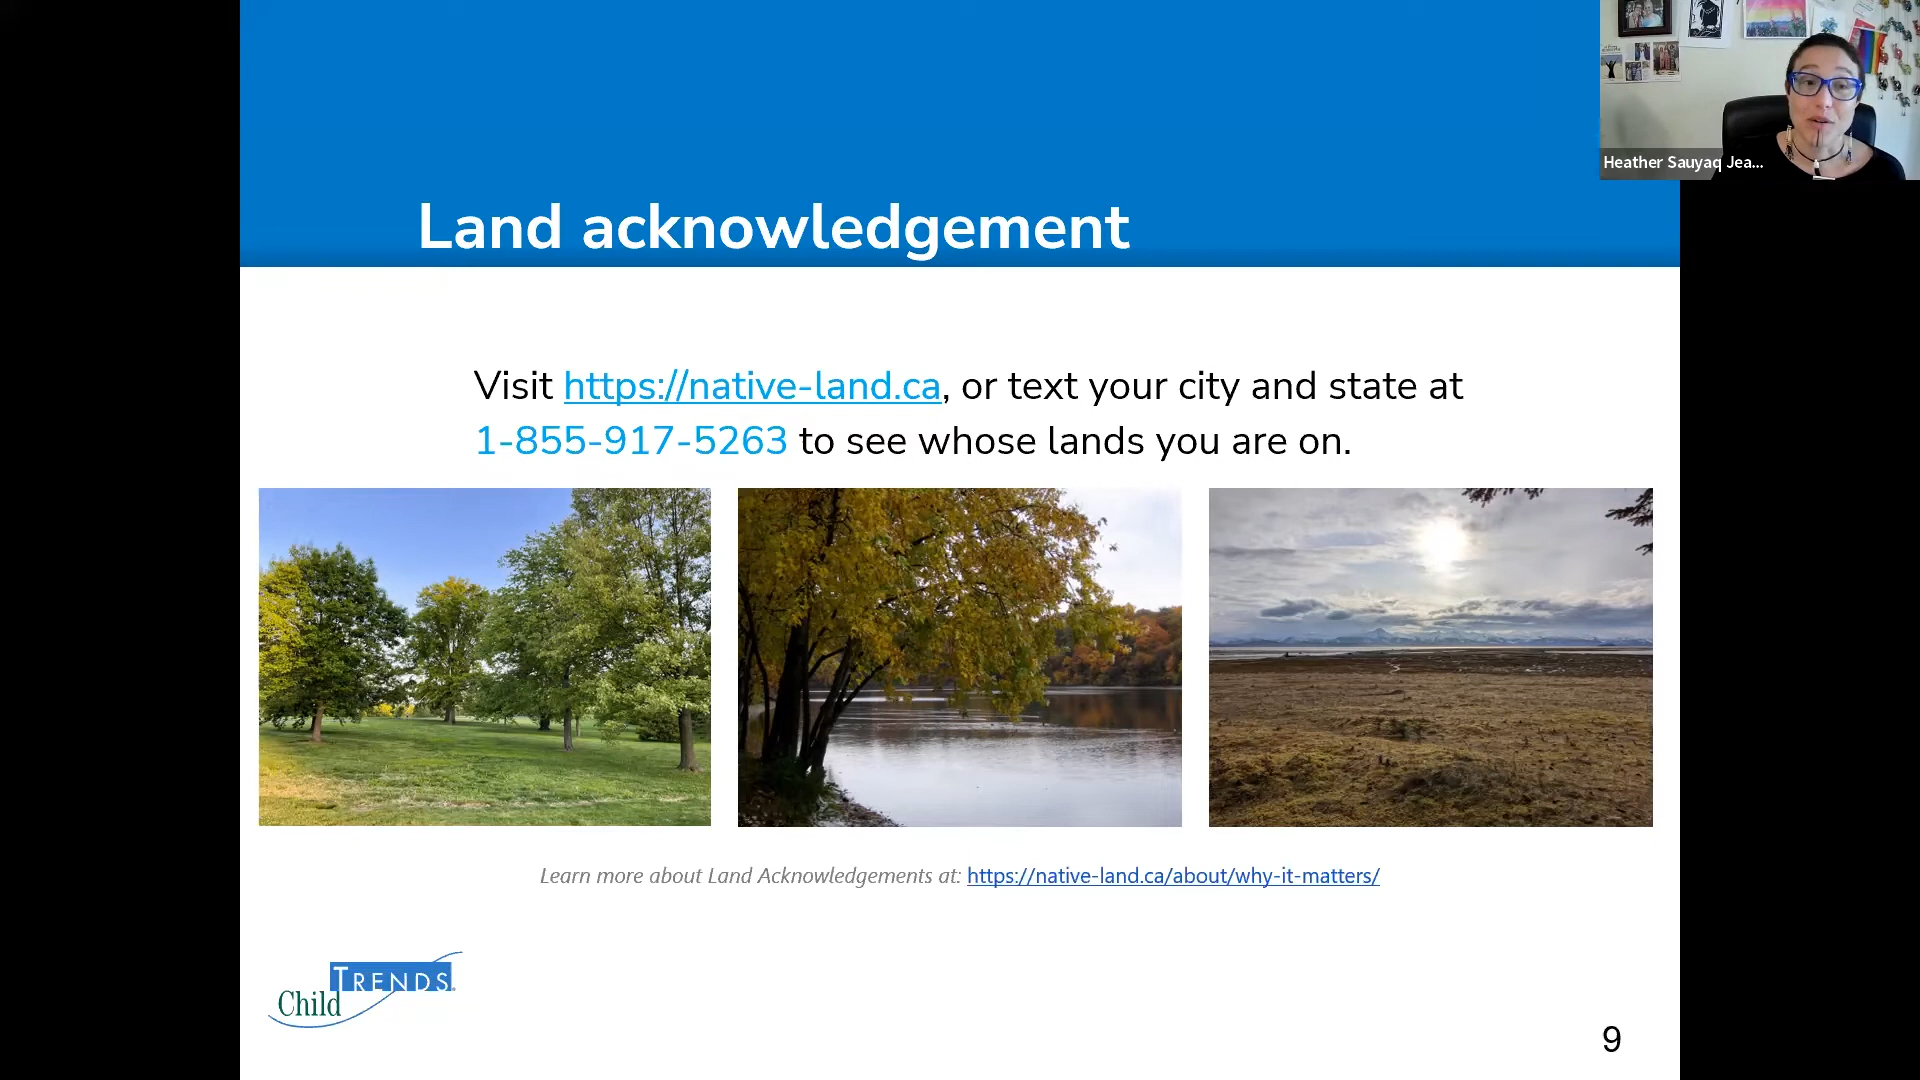 Heather Sauyaq Jea...
Land acknowledgement
Visit https://native-land.ca, or text your city and state at
1-855-917-5263 to see whose lands you are on.
Learn more about Land Acknowledgements at: https://native-land.ca/about/why-it-matters/
Child TRENDS
9